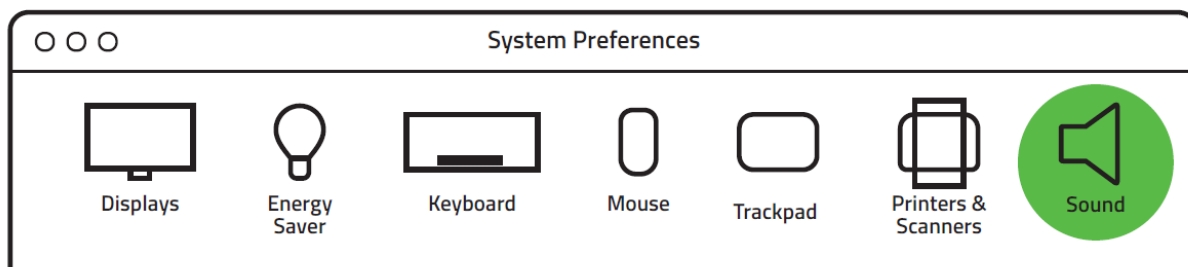 System Preferences
Displays
Energy
Saver
Keyboard
Mouse
Trackpad
Printers &
Scanners
Sound